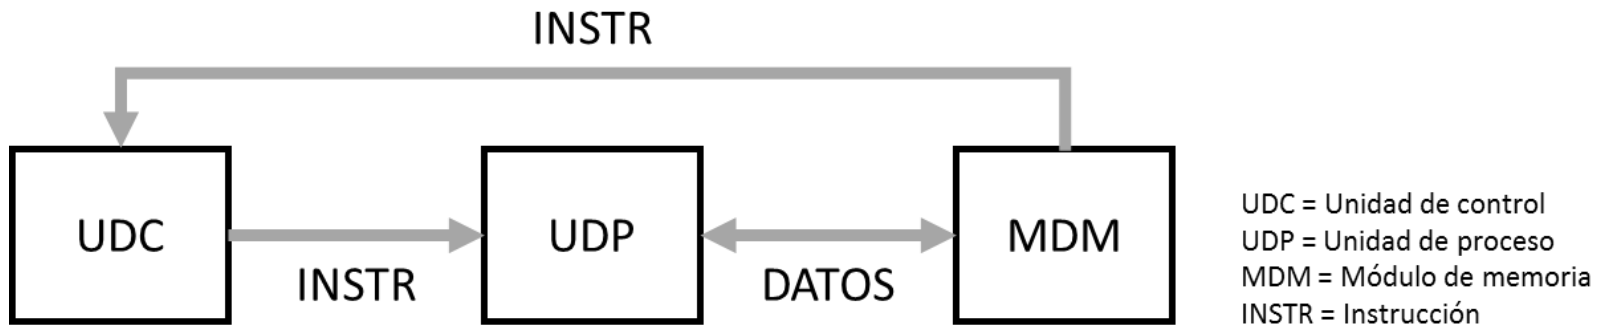 INSTR
UDC
UDP
MDM
INSTR
DATOS
UDC = Unidad de control
UDP = Unidad de proceso
MDM = Módulo de memoria
INSTR = Instrucción